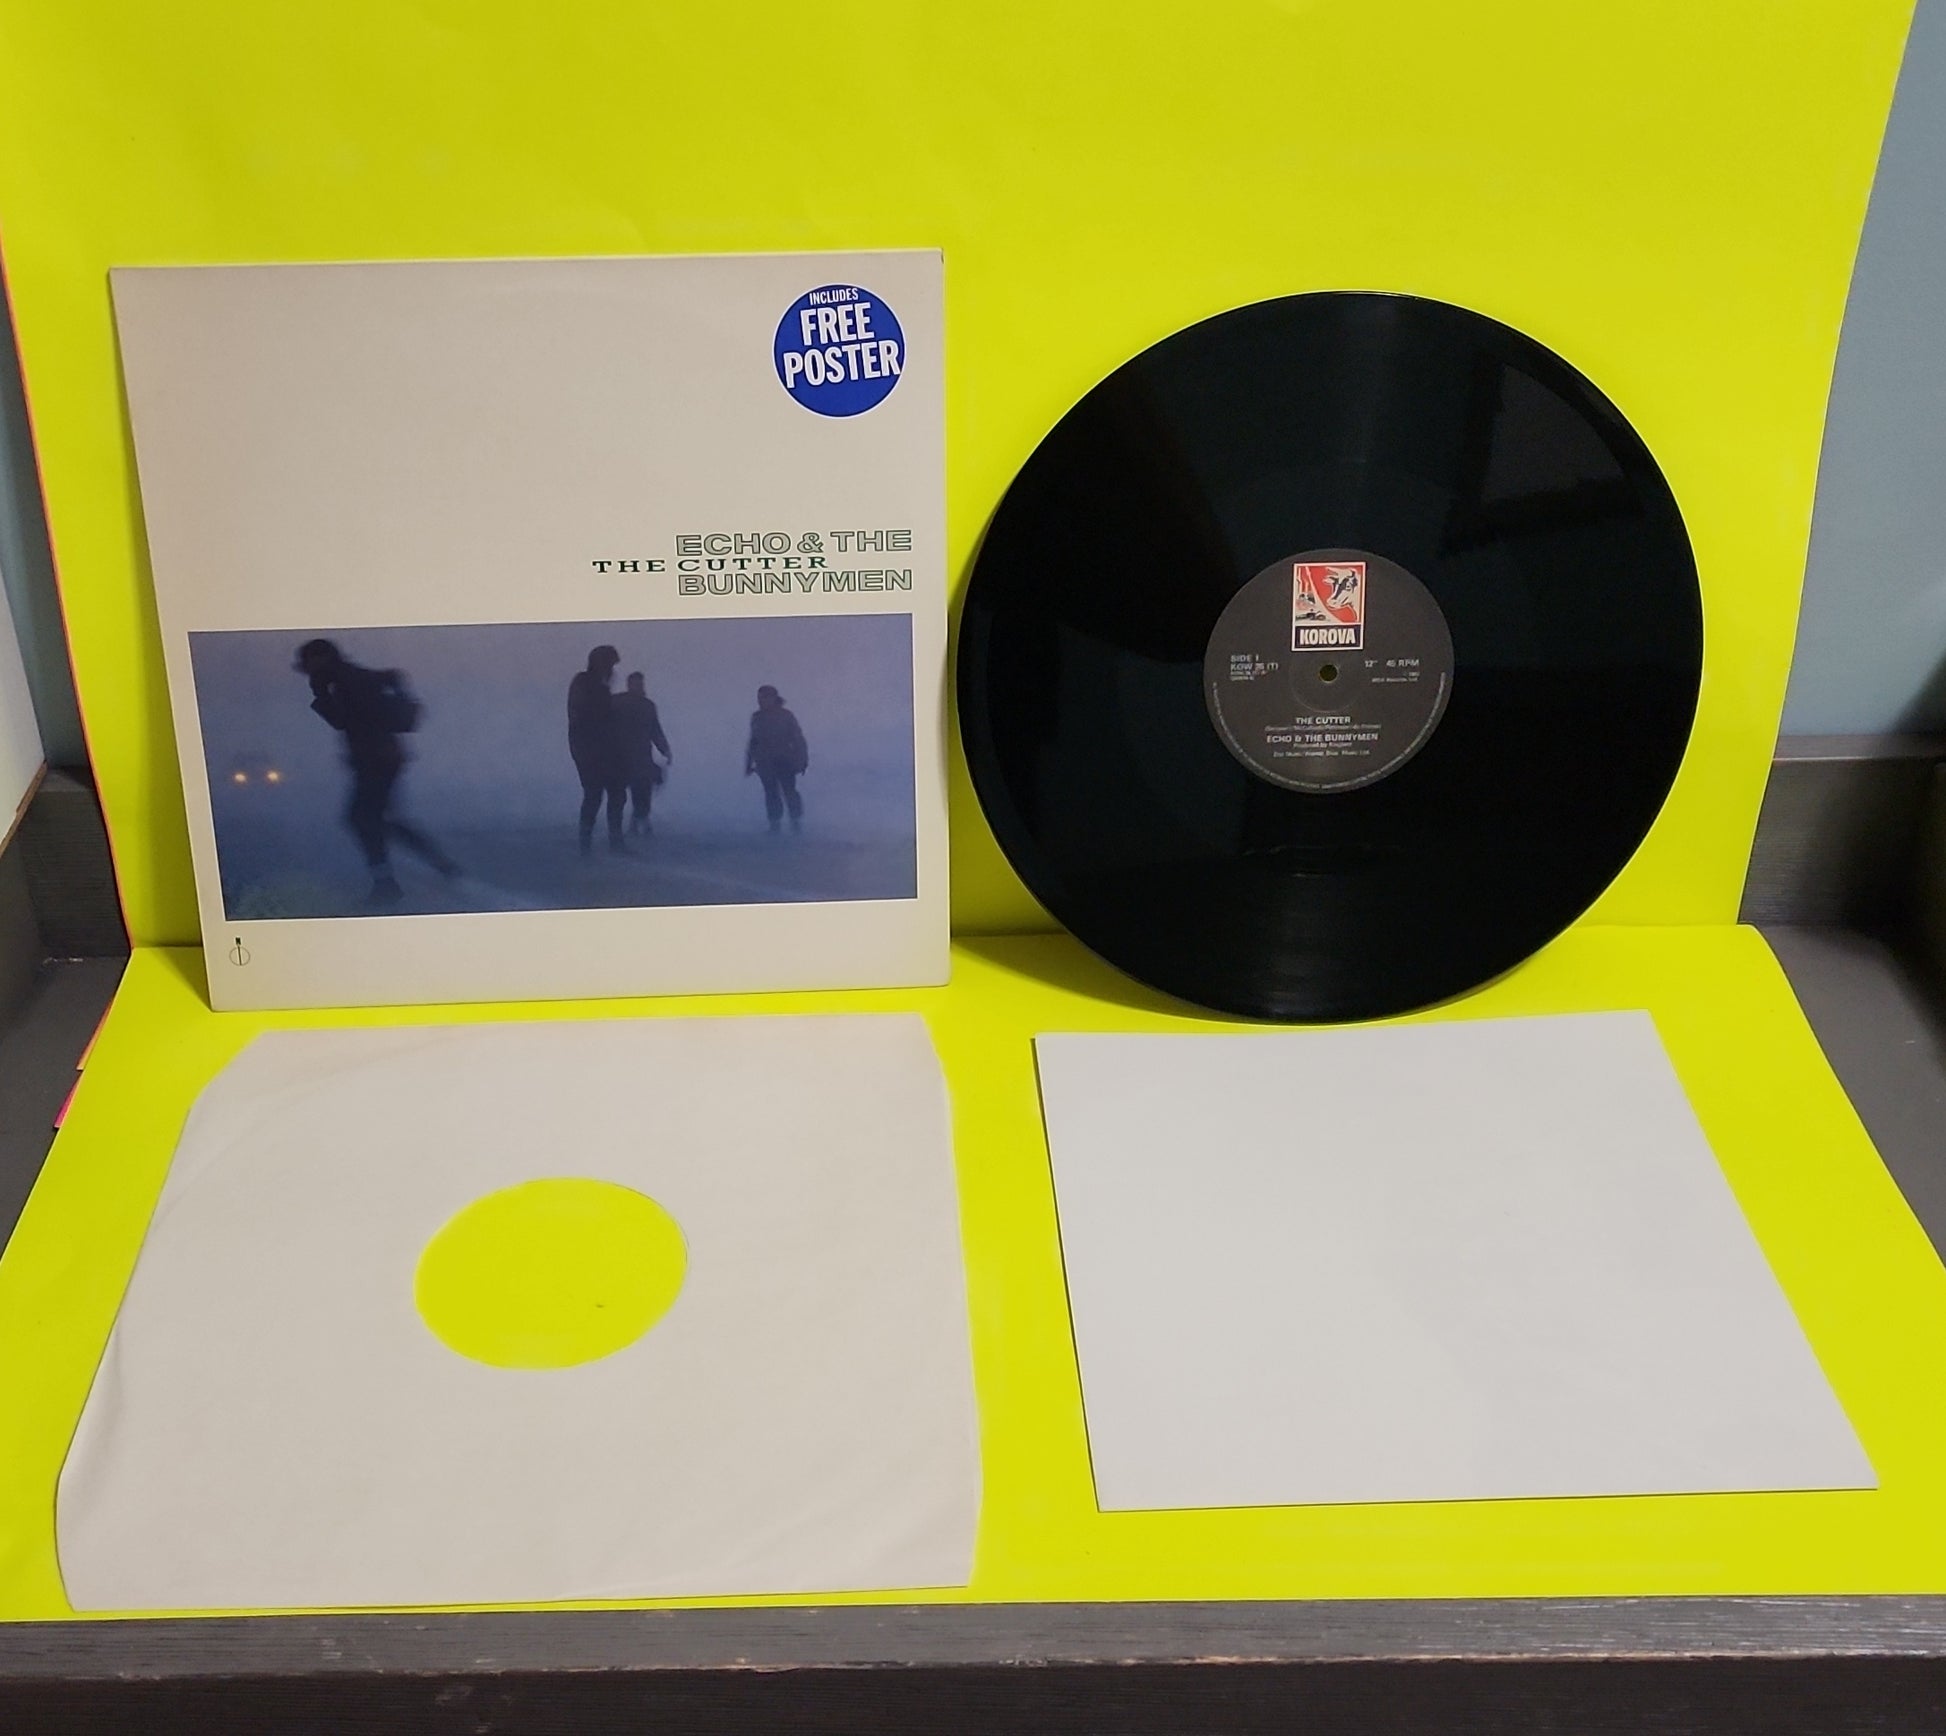 INCLUDES
FREE
POSTER
ECHO & THE
THE CUTTER
BUNNYMEN
N
KOROVA
SIDE 1
KOW 26 (T)
12" 45 RPM
THE CUTTER
ECHO & THE BUNNYMEN